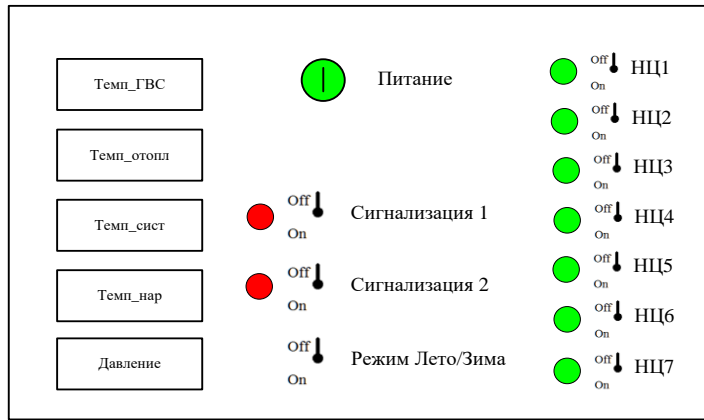 Темп_ГВС
Темп_отопл
Темп_сист
Темп_нар
Давление
Питание
Off
On
Сигнализация 1
Off
On
Сигнализация 2
Off
On
Режим Лето/Зима
Off
On
НЦ1
Off
On
НЦ2
Off
On
НЦ3
Off
On
НЦ4
Off
On
НЦ5
Off
On
НЦ6
Off
On
НЦ7